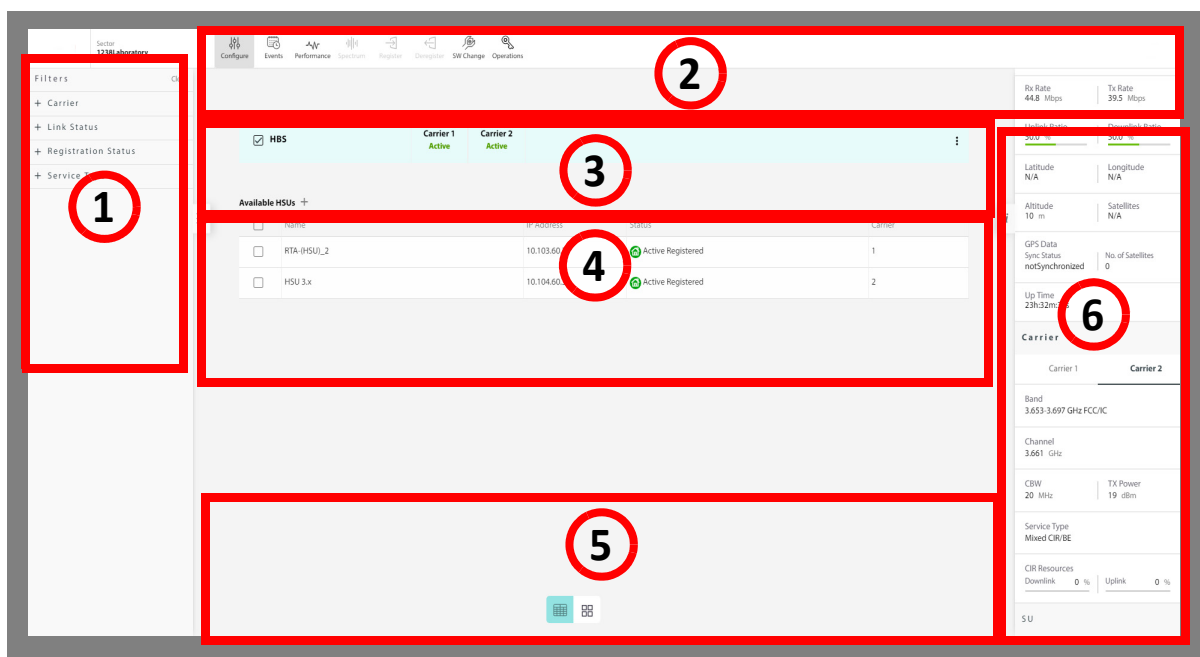 Sector
1238Laboratory
Configure Events Performance Spectrum Register Deregister SW Change Operations
2
Filters
+ Carrier
+ Link Status
+ Registration Status
+ Service
1
HBS Carrier 1 Carrier 2
Active Active
3
Available HSUs +
Name IP Address Status Carrier
RTA-(HSU)_2 10.103.60. Active Registered 1
HSU 3.x 10.104.60. Active Registered 2
4
5
Rx Rate Tx Rate
44.8 Mbps 39.5 Mbps
Uplink Ratio Downlink Ratio
50.0 % 50.0 %
Latitude Longitude
N/A N/A
Altitude Satellites
10 m N/A
GPS Data
Sync Status No. of Satellites
notSynchronized 0
Up Time
23h:32m:
6
Carrier
Carrier 1 Carrier 2
Band
3.653-3.697 GHz FCC/IC
Channel
3.661 GHz
CBW TX Power
20 MHz 19 dBm
Service Type
Mixed CIR/BE
CIR Resources
Downlink 0 % Uplink 0 %
SU